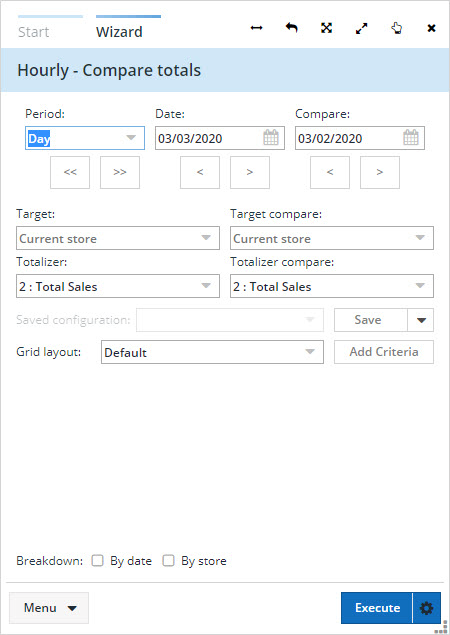 Start Wizard
Hourly - Compare totals
Period: Date: Compare:
Day 03/03/2020 03/02/2020
<< >> < > < >
Target: Target compare:
Current store Current store
Totalizer: Totalizer compare:
2 : Total Sales 2 : Total Sales
Saved configuration: Save
Grid layout: Default Add Criteria
Breakdown: By date By store
Menu Execute